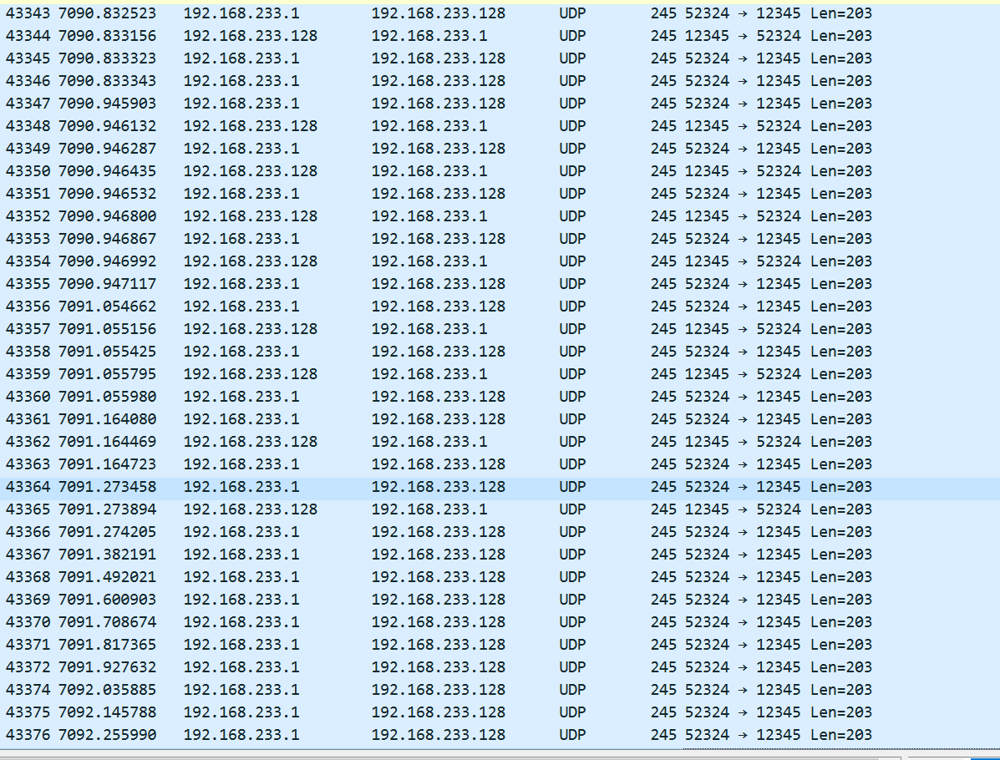 43343 7090.832523 192.168.233.1 192.168.233.128 UDP 245 52324 → 12345 Len=203
43344 7090.833156 192.168.233.128 192.168.233.1 UDP 245 12345 → 52324 Len=203
43345 7090.833323 192.168.233.1 192.168.233.128 UDP 245 52324 → 12345 Len=203
43346 7090.833343 192.168.233.1 192.168.233.128 UDP 245 52324 → 12345 Len=203
43347 7090.945903 192.168.233.1 192.168.233.128 UDP 245 52324 → 12345 Len=203
43348 7090.946132 192.168.233.128 192.168.233.1 UDP 245 12345 → 52324 Len=203
43349 7090.946287 192.168.233.1 192.168.233.128 UDP 245 52324 → 12345 Len=203
43350 7090.946435 192.168.233.128 192.168.233.1 UDP 245 12345 → 52324 Len=203
43351 7090.946532 192.168.233.1 192.168.233.128 UDP 245 52324 → 12345 Len=203
43352 7090.946800 192.168.233.128 192.168.233.1 UDP 245 12345 → 52324 Len=203
43353 7090.946867 192.168.233.1 192.168.233.128 UDP 245 52324 → 12345 Len=203
43354 7090.946992 192.168.233.128 192.168.233.1 UDP 245 12345 → 52324 Len=203
43355 7090.947117 192.168.233.1 192.168.233.128 UDP 245 52324 → 12345 Len=203
43356 7091.054662 192.168.233.1 192.168.233.128 UDP 245 52324 → 12345 Len=203
43357 7091.055156 192.168.233.128 192.168.233.1 UDP 245 12345 → 52324 Len=203
43358 7091.055425 192.168.233.1 192.168.233.128 UDP 245 52324 → 12345 Len=203
43359 7091.055795 192.168.233.128 192.168.233.1 UDP 245 12345 → 52324 Len=203
43360 7091.055980 192.168.233.1 192.168.233.128 UDP 245 52324 → 12345 Len=203
43361 7091.164080 192.168.233.1 192.168.233.128 UDP 245 52324 → 12345 Len=203
43362 7091.164469 192.168.233.128 192.168.233.1 UDP 245 12345 → 52324 Len=203
43363 7091.164723 192.168.233.1 192.168.233.128 UDP 245 52324 → 12345 Len=203
43364 7091.273458 192.168.233.1 192.168.233.128 UDP 245 52324 → 12345 Len=203
43365 7091.273894 192.168.233.128 192.168.233.1 UDP 245 12345 → 52324 Len=203
43366 7091.274205 192.168.233.1 192.168.233.128 UDP 245 52324 → 12345 Len=203
43367 7091.382191 192.168.233.1 192.168.233.128 UDP 245 52324 → 12345 Len=203
43368 7091.492021 192.168.233.1 192.168.233.128 UDP 245 52324 → 12345 Len=203
43369 7091.600903 192.168.233.1 192.168.233.128 UDP 245 52324 → 12345 Len=203
43370 7091.708674 192.168.233.1 192.168.233.128 UDP 245 52324 → 12345 Len=203
43371 7091.817365 192.168.233.1 192.168.233.128 UDP 245 52324 → 12345 Len=203
43372 7091.927632 192.168.233.1 192.168.233.128 UDP 245 52324 → 12345 Len=203
43374 7092.035885 192.168.233.1 192.168.233.128 UDP 245 52324 → 12345 Len=203
43375 7092.145788 192.168.233.1 192.168.233.128 UDP 245 52324 → 12345 Len=203
43376 7092.255990 192.168.233.1 192.168.233.128 UDP 245 52324 → 12345 Len=203